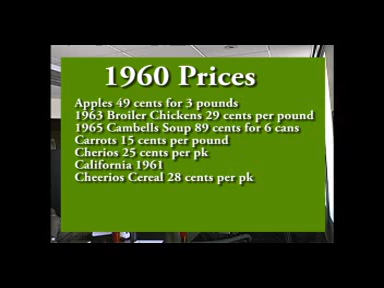 1960 Prices
Apples 49 cents for 3 pounds
1963 Broiler Chickens 29 cents per pound
1965 Cambells Soup 89 cents for 6 cans
Carrots 15 cents per pound
Cherios 25 cents per pk
California 1961
Cheerios Cereal 28 cents per pk